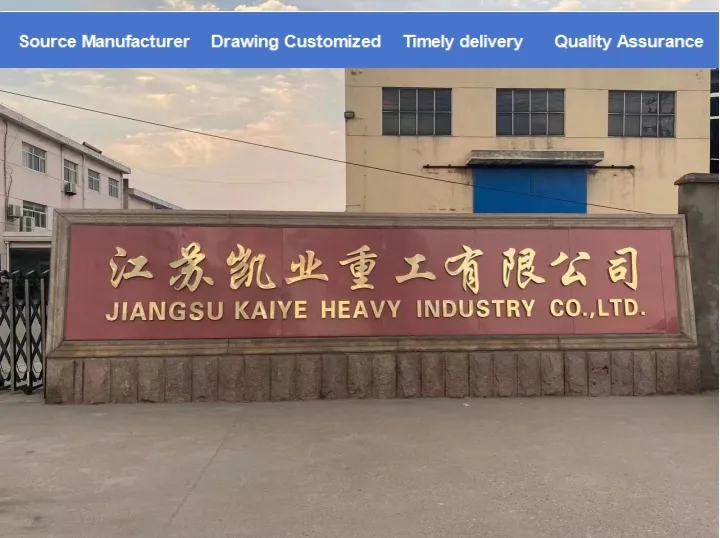 Source Manufacturer Drawing Customized Timely delivery Quality Assurance
江苏凯业重工有限公司
JIANGSU KAIYE HEAVY INDUSTRY CO.,LTD.